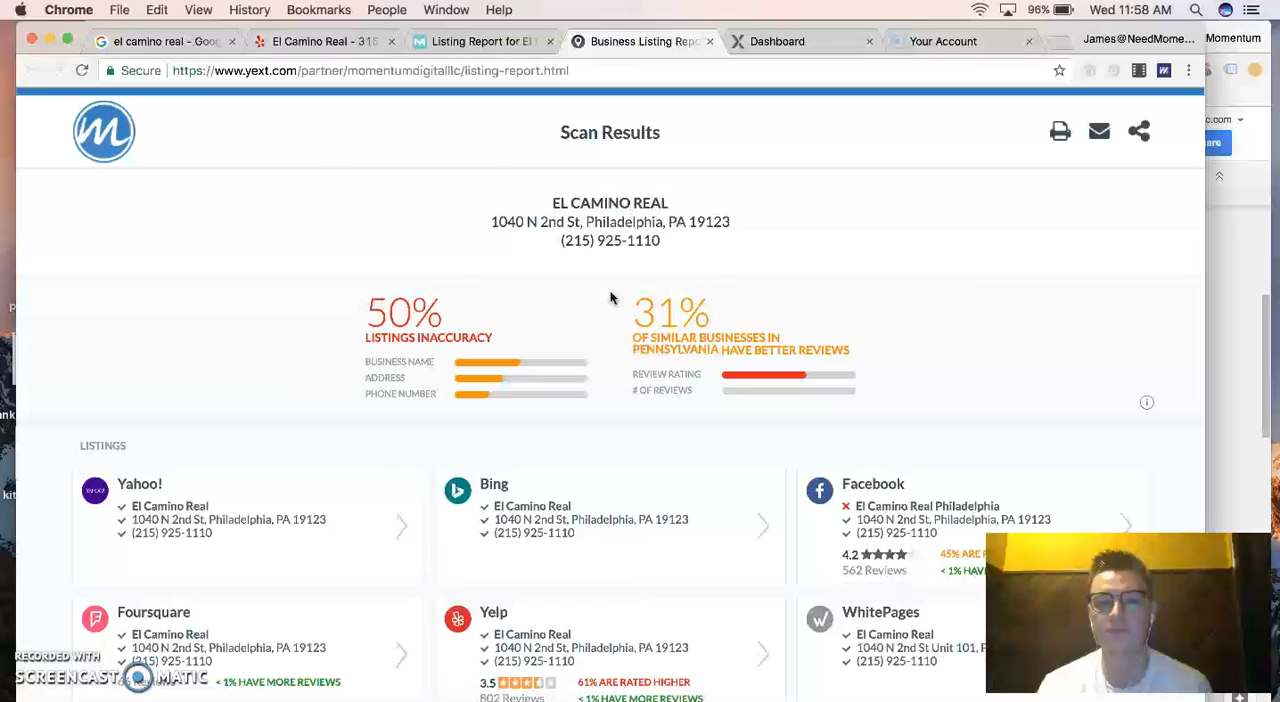 Chrome File Edit View History Bookmarks People Window Help 96% Wed 11:58 AM
el camino real - Goo
El Camino Real - 315
Listing Report for El
Business Listing Repo
Dashboard
Your Account
James@NeedMome...
Momentum
Secure https://www.yext.com/partner/momentumdigitalllc/listing-report.html
Scan Results
EL CAMINO REAL
1040 N 2nd St, Philadelphia, PA 19123
(215) 925-1110
50%
LISTINGS INACCURACY
BUSINESS NAME
ADDRESS
PHONE NUMBER
31%
OF SIMILAR BUSINESSES IN
PENNSYLVANIA HAVE BETTER REVIEWS
REVIEW RATING
# OF REVIEWS
LISTINGS
Yahoo!
El Camino Real
1040 N 2nd St, Philadelphia, PA 19123
(215) 925-1110
Bing
El Camino Real
1040 N 2nd St, Philadelphia, PA 19123
(215) 925-1110
Facebook
El Camino Real Philadelphia
1040 N 2nd St, Philadelphia, PA 19123
(215) 925-1110
4.2 45% ARE
562 Reviews < 1% HAV
Foursquare
El Camino Real
1040 N 2nd St, Philadelphia, PA 19123
(215) 925-1110
< 1% HAVE MORE REVIEWS
Yelp
El Camino Real
1040 N 2nd St, Philadelphia, PA 19123
(215) 925-1110
3.5 61% ARE RATED HIGHER
802 Reviews < 1% HAVE MORE REVIEWS
WhitePages
El Camino Real
1040 N 2nd St Unit 101,
(215) 925-1110
RECORDED WITH
SCREENCAST MATIC